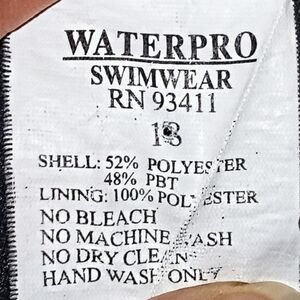 WATERPRO
SWIMWEAR
RN 93411
18
SHELL: 52% POLYESTER
48% PBT
LINING: 100% POLYESTER
NO BLEACH
NO MACHINE WASH
NO DRY CLEAN
HAND WASH ONLY